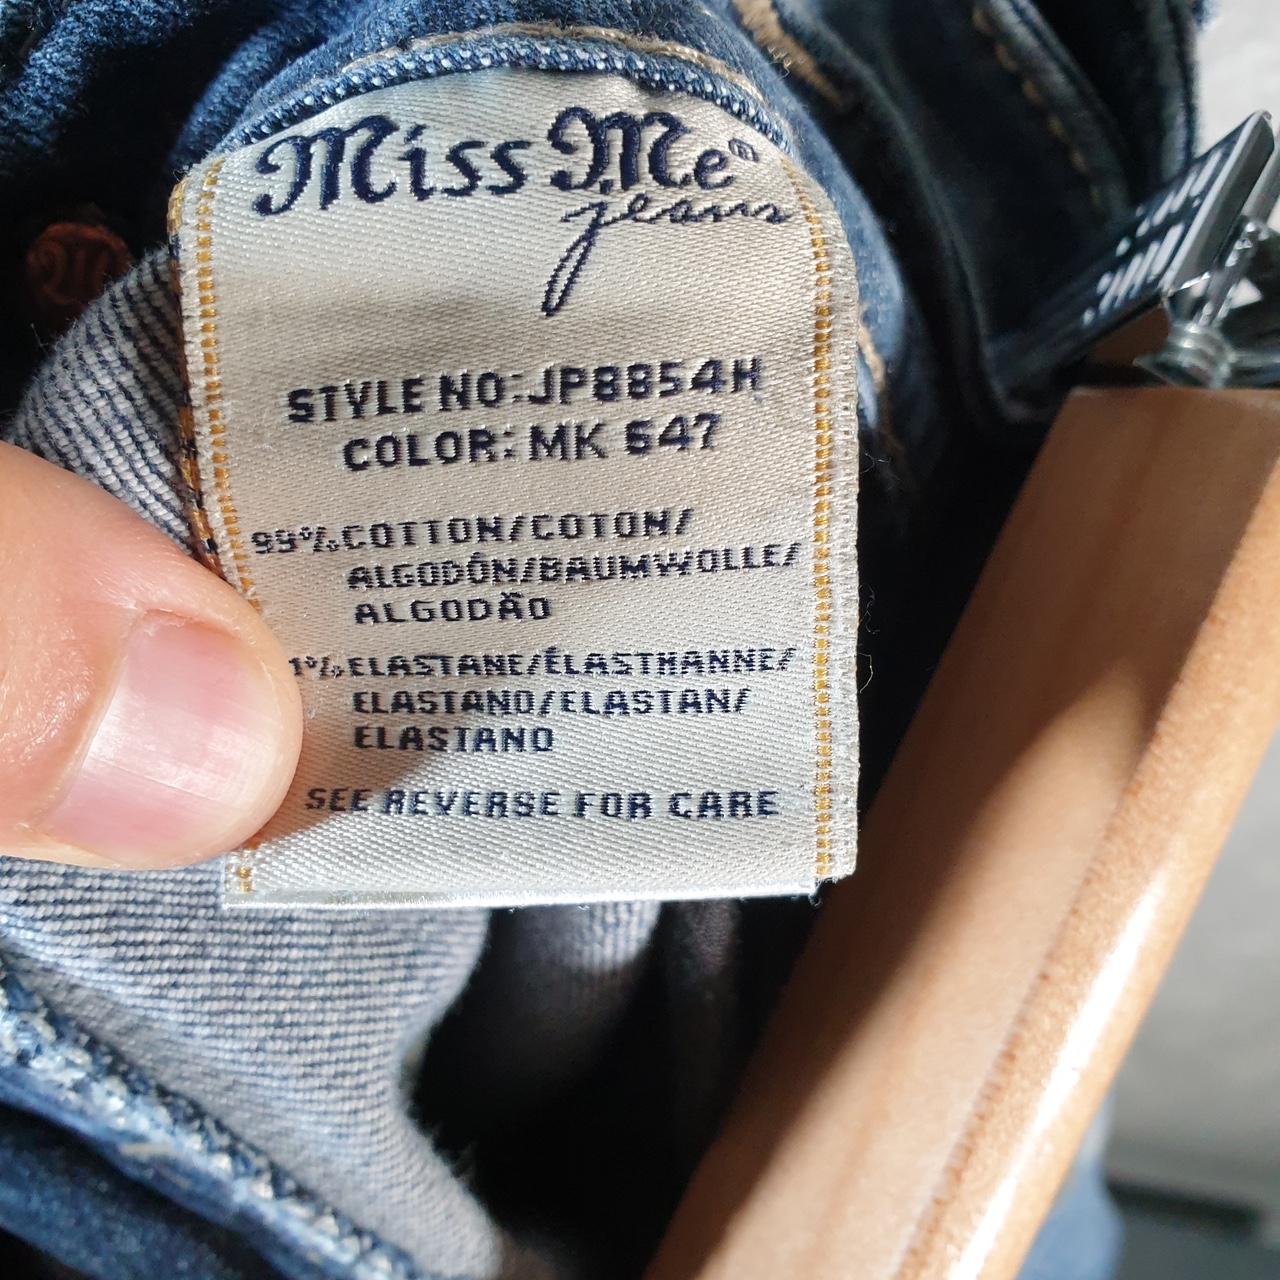 Miss Me®
jeans
STYLE NO: JP8854H
COLOR: MK 647
99% COTTON/COTON/
ALGODÓN/BAUMWOLLE/
ALGODÃO
1% ELASTANE/ÉLASTHANNE/
ELASTANO/ELASTAN/
ELASTANO
SEE REVERSE FOR CARE